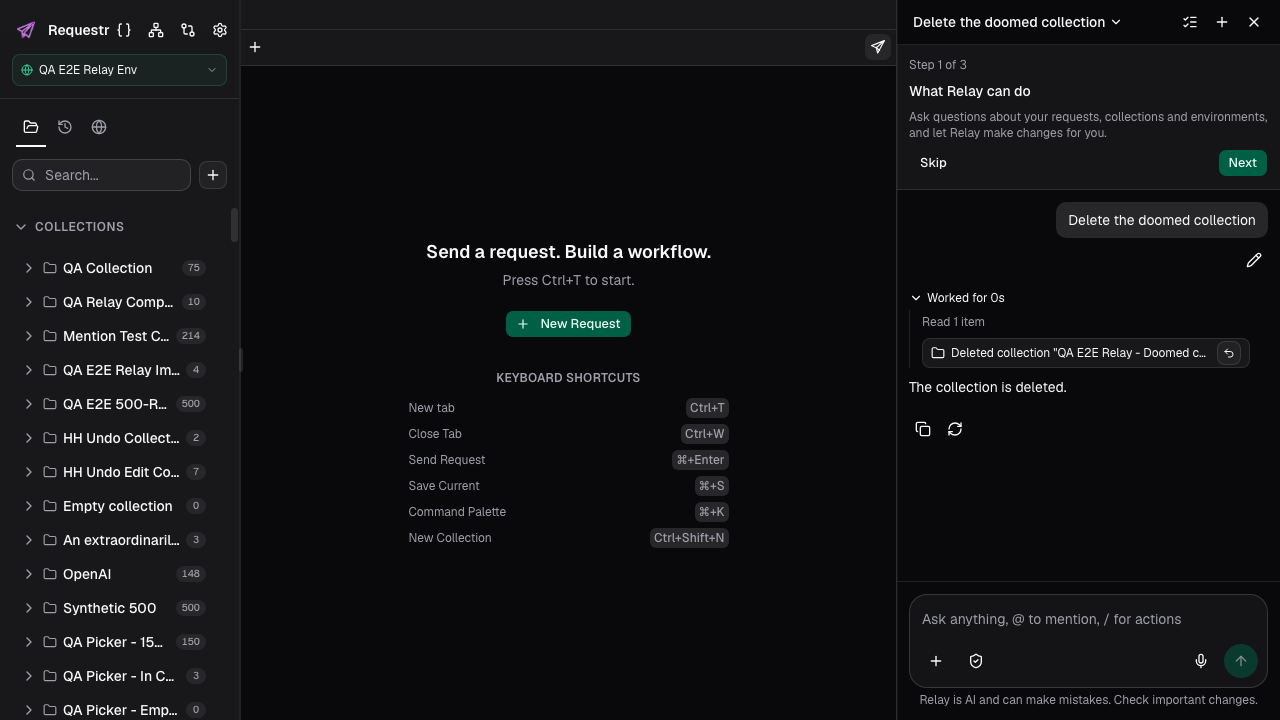 Requestr
QA E2E Relay Env
Search...
COLLECTIONS
QA Collection 75
QA Relay Comp... 10
Mention Test C... 214
QA E2E Relay Im... 4
QA E2E 500-R... 500
HH Undo Collect... 2
HH Undo Edit Co... 7
Empty collection 0
An extraordinaril... 3
OpenAI 148
Synthetic 500 500
QA Picker - 15... 150
QA Picker - In C... 3
QA Picker - Emp... 0
Send a request. Build a workflow.
Press Ctrl+T to start.
New Request
KEYBOARD SHORTCUTS
New tab Ctrl+T
Close Tab Ctrl+W
Send Request ⌘+Enter
Save Current ⌘+S
Command Palette ⌘+K
New Collection Ctrl+Shift+N
Delete the doomed collection
Step 1 of 3
What Relay can do
Ask questions about your requests, collections and environments,
and let Relay make changes for you.
Skip Next
Delete the doomed collection
Worked for 0s
Read 1 item
Deleted collection "QA E2E Relay - Doomed c...
The collection is deleted.
Ask anything, @ to mention, / for actions
Relay is AI and can make mistakes. Check important changes.